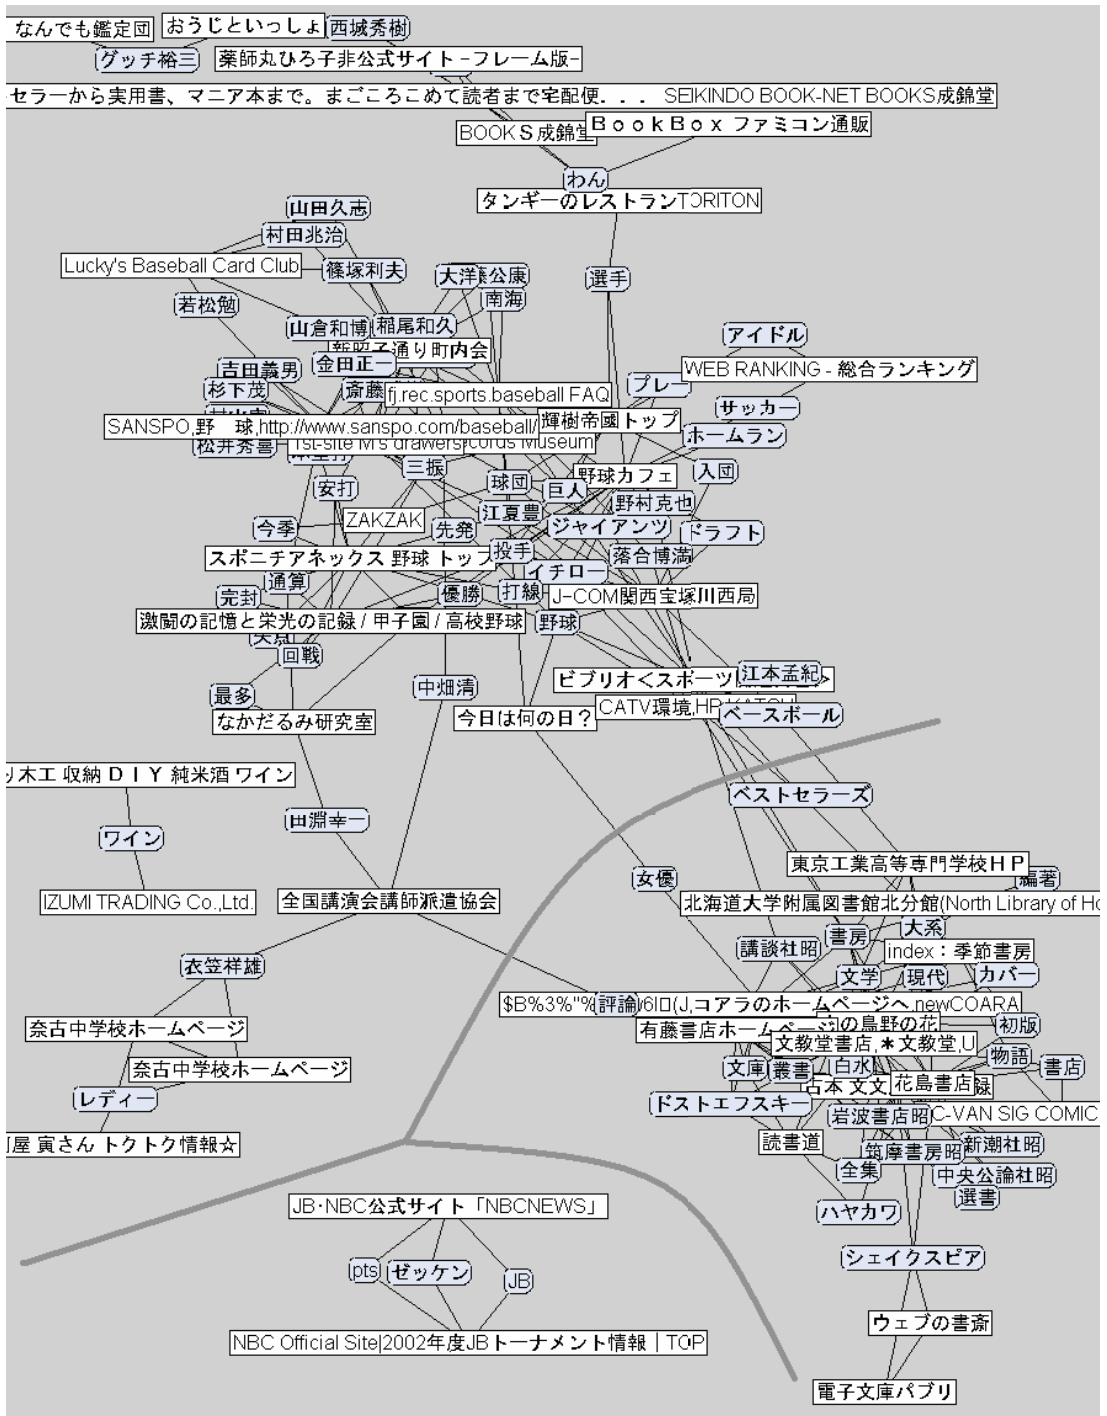 なんでも鑑定団
おうじといっしょ
西城秀樹
グッチ裕三
薬師丸ひろ子非公式サイト -フレーム版-
セラーから実用書、マニア本まで。まごころこめて読者まで宅配便．．． SEIKINDO BOOK-NET BOOKS成錦堂
BOOKS成錦堂
ＢｏｏｋＢｏｘ ファミコン通販
わん
タンギーのレストランTORITON
山田久志
村田兆治
Lucky's Baseball Card Club
篠塚利夫
大洋
藤公康
選手
若松勉
南海
山倉和博
稲尾和久
アイドル
新昭子通り町内会
吉田義男
金田正一
WEB RANKING - 総合ランキング
杉下茂
斎藤
fj.rec.sports.baseball FAQ
プレー
サッカー
SANSPO,野　球,http://www.sanspo.com/baseball/
輝樹帝國トップ
ホームラン
松井秀喜
1st-site M's drawers
ecords Museum
三振
球団
野球カフェ
入団
安打
巨人
野村克也
ZAKZAK
江夏豊
今季
先発
ジャイアンツ
ドラフト
スポニチアネックス 野球 トップ
投手
落合博満
通算
イチロー
完封
優勝
打線
J-COM関西宝塚川西局
激闘の記憶と栄光の記録 / 甲子園 / 高校野球
野球
失点
回戦
最多
中畑清
ビブリオ＜スポーツ
江本孟紀
なかだるみ研究室
今日は何の日？
CATV環境,HP
ベースボール
木工 収納 ＤＩＹ 純米酒 ワイン
ワイン
田淵幸一
ベストセラーズ
IZUMI TRADING Co.,Ltd.
全国講演会講師派遣協会
女優
東京工業高等専門学校ＨＰ
編著
北海道大学附属図書館北分館(North Library of Ho
衣笠祥雄
講談社昭
書房
大系
index：季節書房
文学
現代
カバー
$B%3%"%
評論
(J,コアラのホームページへ,newCOARA
奈古中学校ホームページ
有藤書店ホームページ
の島野の花
初版
文教堂書店,＊文教堂,U
奈古中学校ホームページ
文庫
叢書
白水
物語
書店
古本 文文
花島書店
録
レディー
ドストエフスキー
岩波書店昭
C-VAN SIG COMIC
屋 寅さん トクトク情報☆
読書道
筑摩書房昭
新潮社昭
全集
中央公論社昭
選書
JB･NBC公式サイト「NBCNEWS」
ハヤカワ
pts
ゼッケン
JB
シェイクスピア
NBC Official Site|2002年度JBトーナメント情報｜TOP
ウェブの書斎
電子文庫パブリ